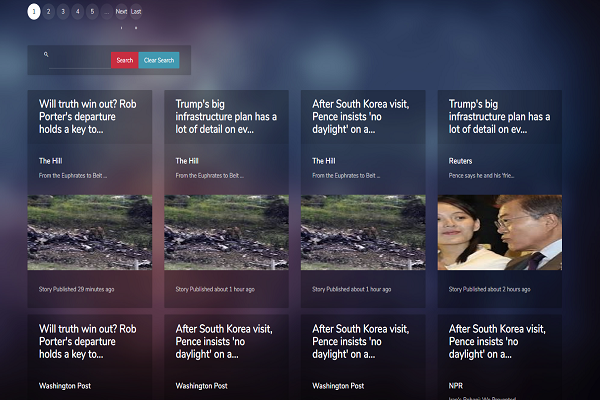 1 2 3 4 5 ... Next Last
› »
Search Clear Search
Will truth win out? Rob
Porter's departure
holds a key to...
The Hill
From the Euphrates to Beit ...
Story Published 29 minutes ago
Trump's big
infrastructure plan has a
lot of detail on ev...
The Hill
From the Euphrates to Beit ...
Story Published about 1 hour ago
After South Korea visit,
Pence insists 'no
daylight' on a...
The Hill
From the Euphrates to Beit ...
Story Published about 1 hour ago
Trump's big
infrastructure plan has a
lot of detail on ev...
Reuters
Pence says he and his 'frie...
Story Published about 2 hours ago
Will truth win out? Rob
Porter's departure
holds a key to...
Washington Post
After South Korea visit,
Pence insists 'no
daylight' on a...
Washington Post
After South Korea visit,
Pence insists 'no
daylight' on a...
Washington Post
After South Korea visit,
Pence insists 'no
daylight' on a...
NPR